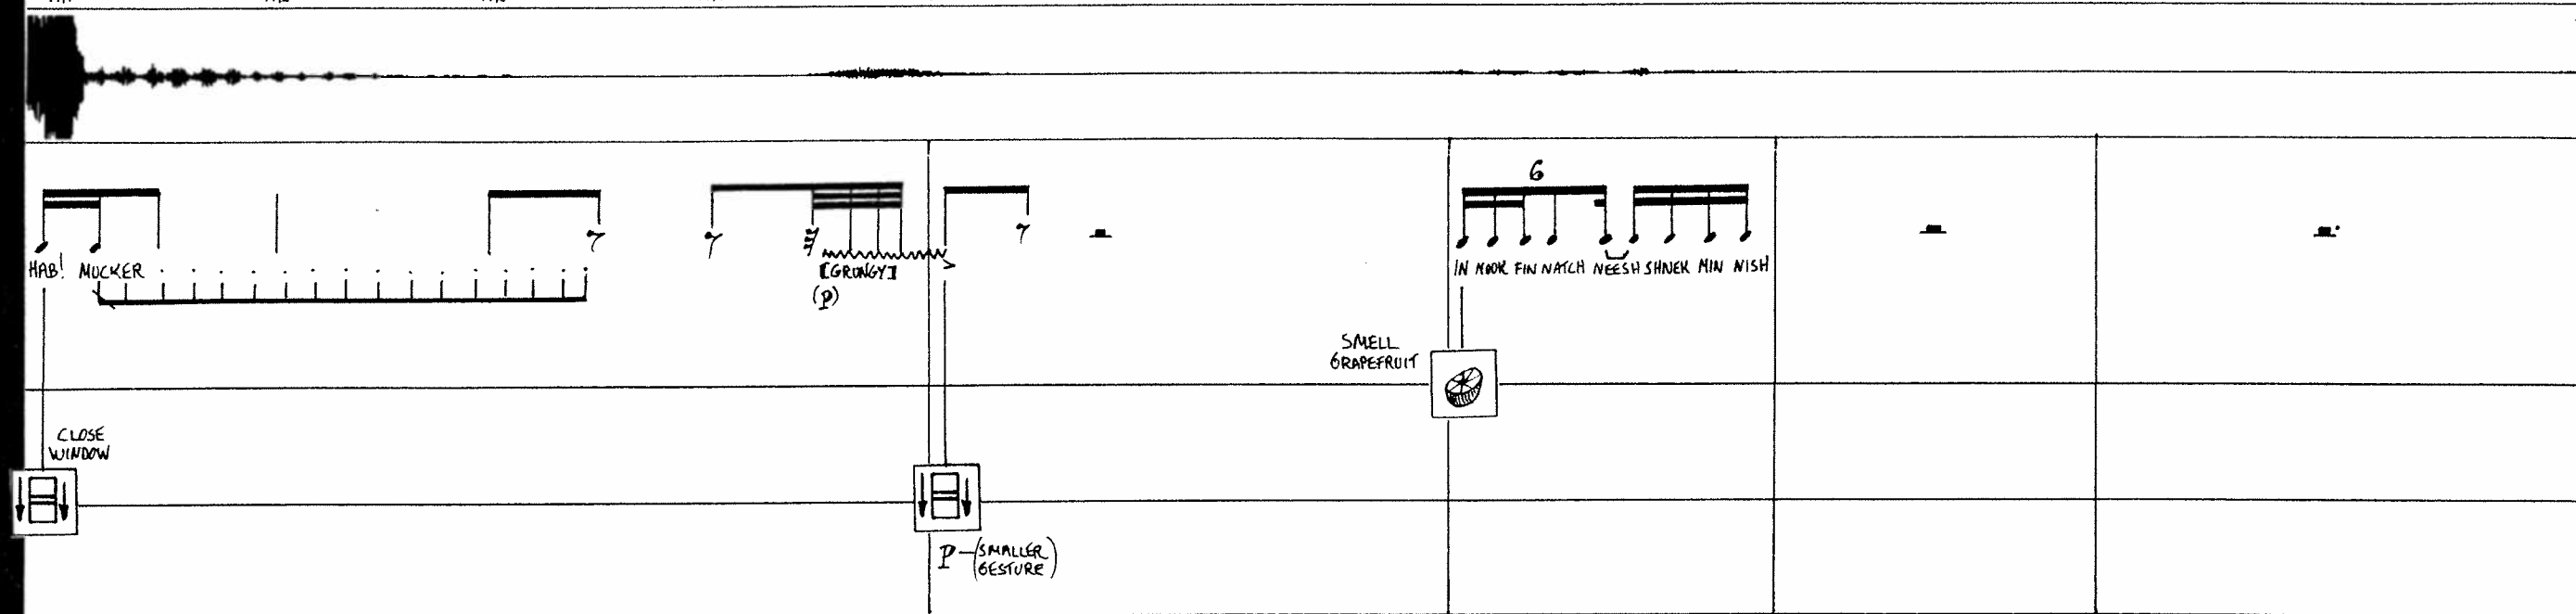 6
HAB! MUCKER
[GRUNGY]
(P)
IN NOOK FIN NATCH NEESH SHNEK MIN NISH
SMELL
GRAPEFRUIT
CLOSE
WINDOW
P-(SMALLER
GESTURE)